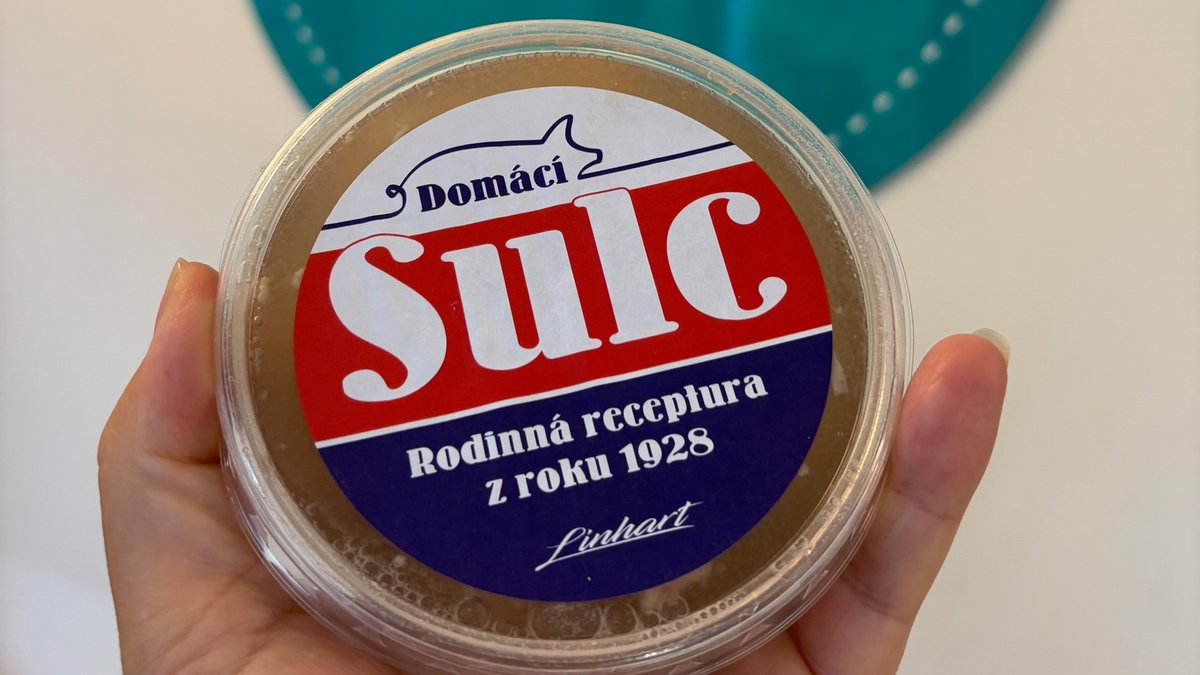 Domácí
Sulc
Rodinná receptura
z roku 1928
Linhart